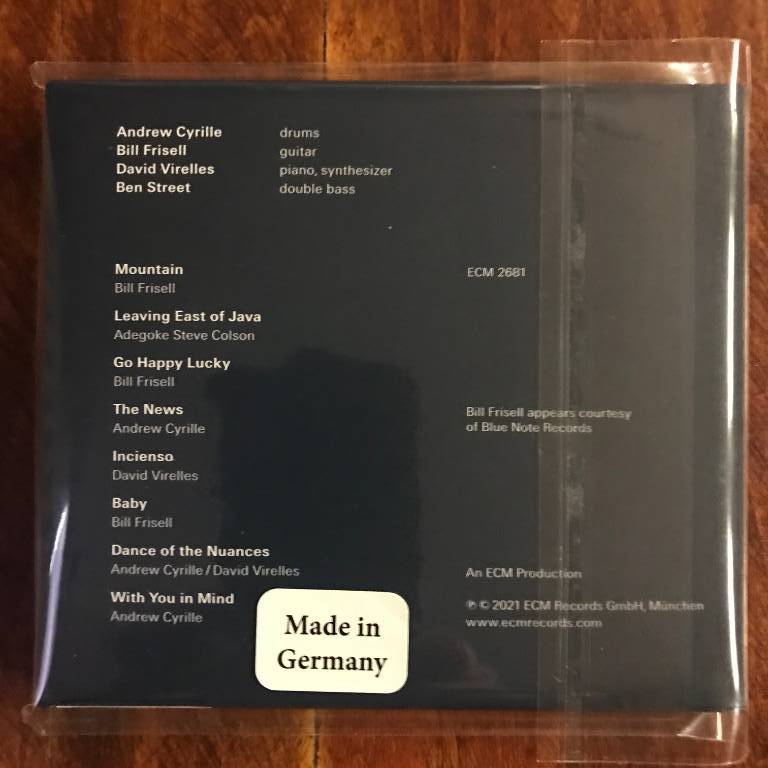 Andrew Cyrille drums
Bill Frisell guitar
David Virelles piano, synthesizer
Ben Street double bass
Mountain
Bill Frisell
ECM 2681
Leaving East of Java
Adegoke Steve Colson
Go Happy Lucky
Bill Frisell
The News
Andrew Cyrille
Bill Frisell appears courtesy
of Blue Note Records
Incienso
David Virelles
Baby
Bill Frisell
Dance of the Nuances
Andrew Cyrille / David Virelles
An ECM Production
With You in Mind
Andrew Cyrille
℗ © 2021 ECM Records GmbH, München
www.ecmrecords.com
Made in
Germany